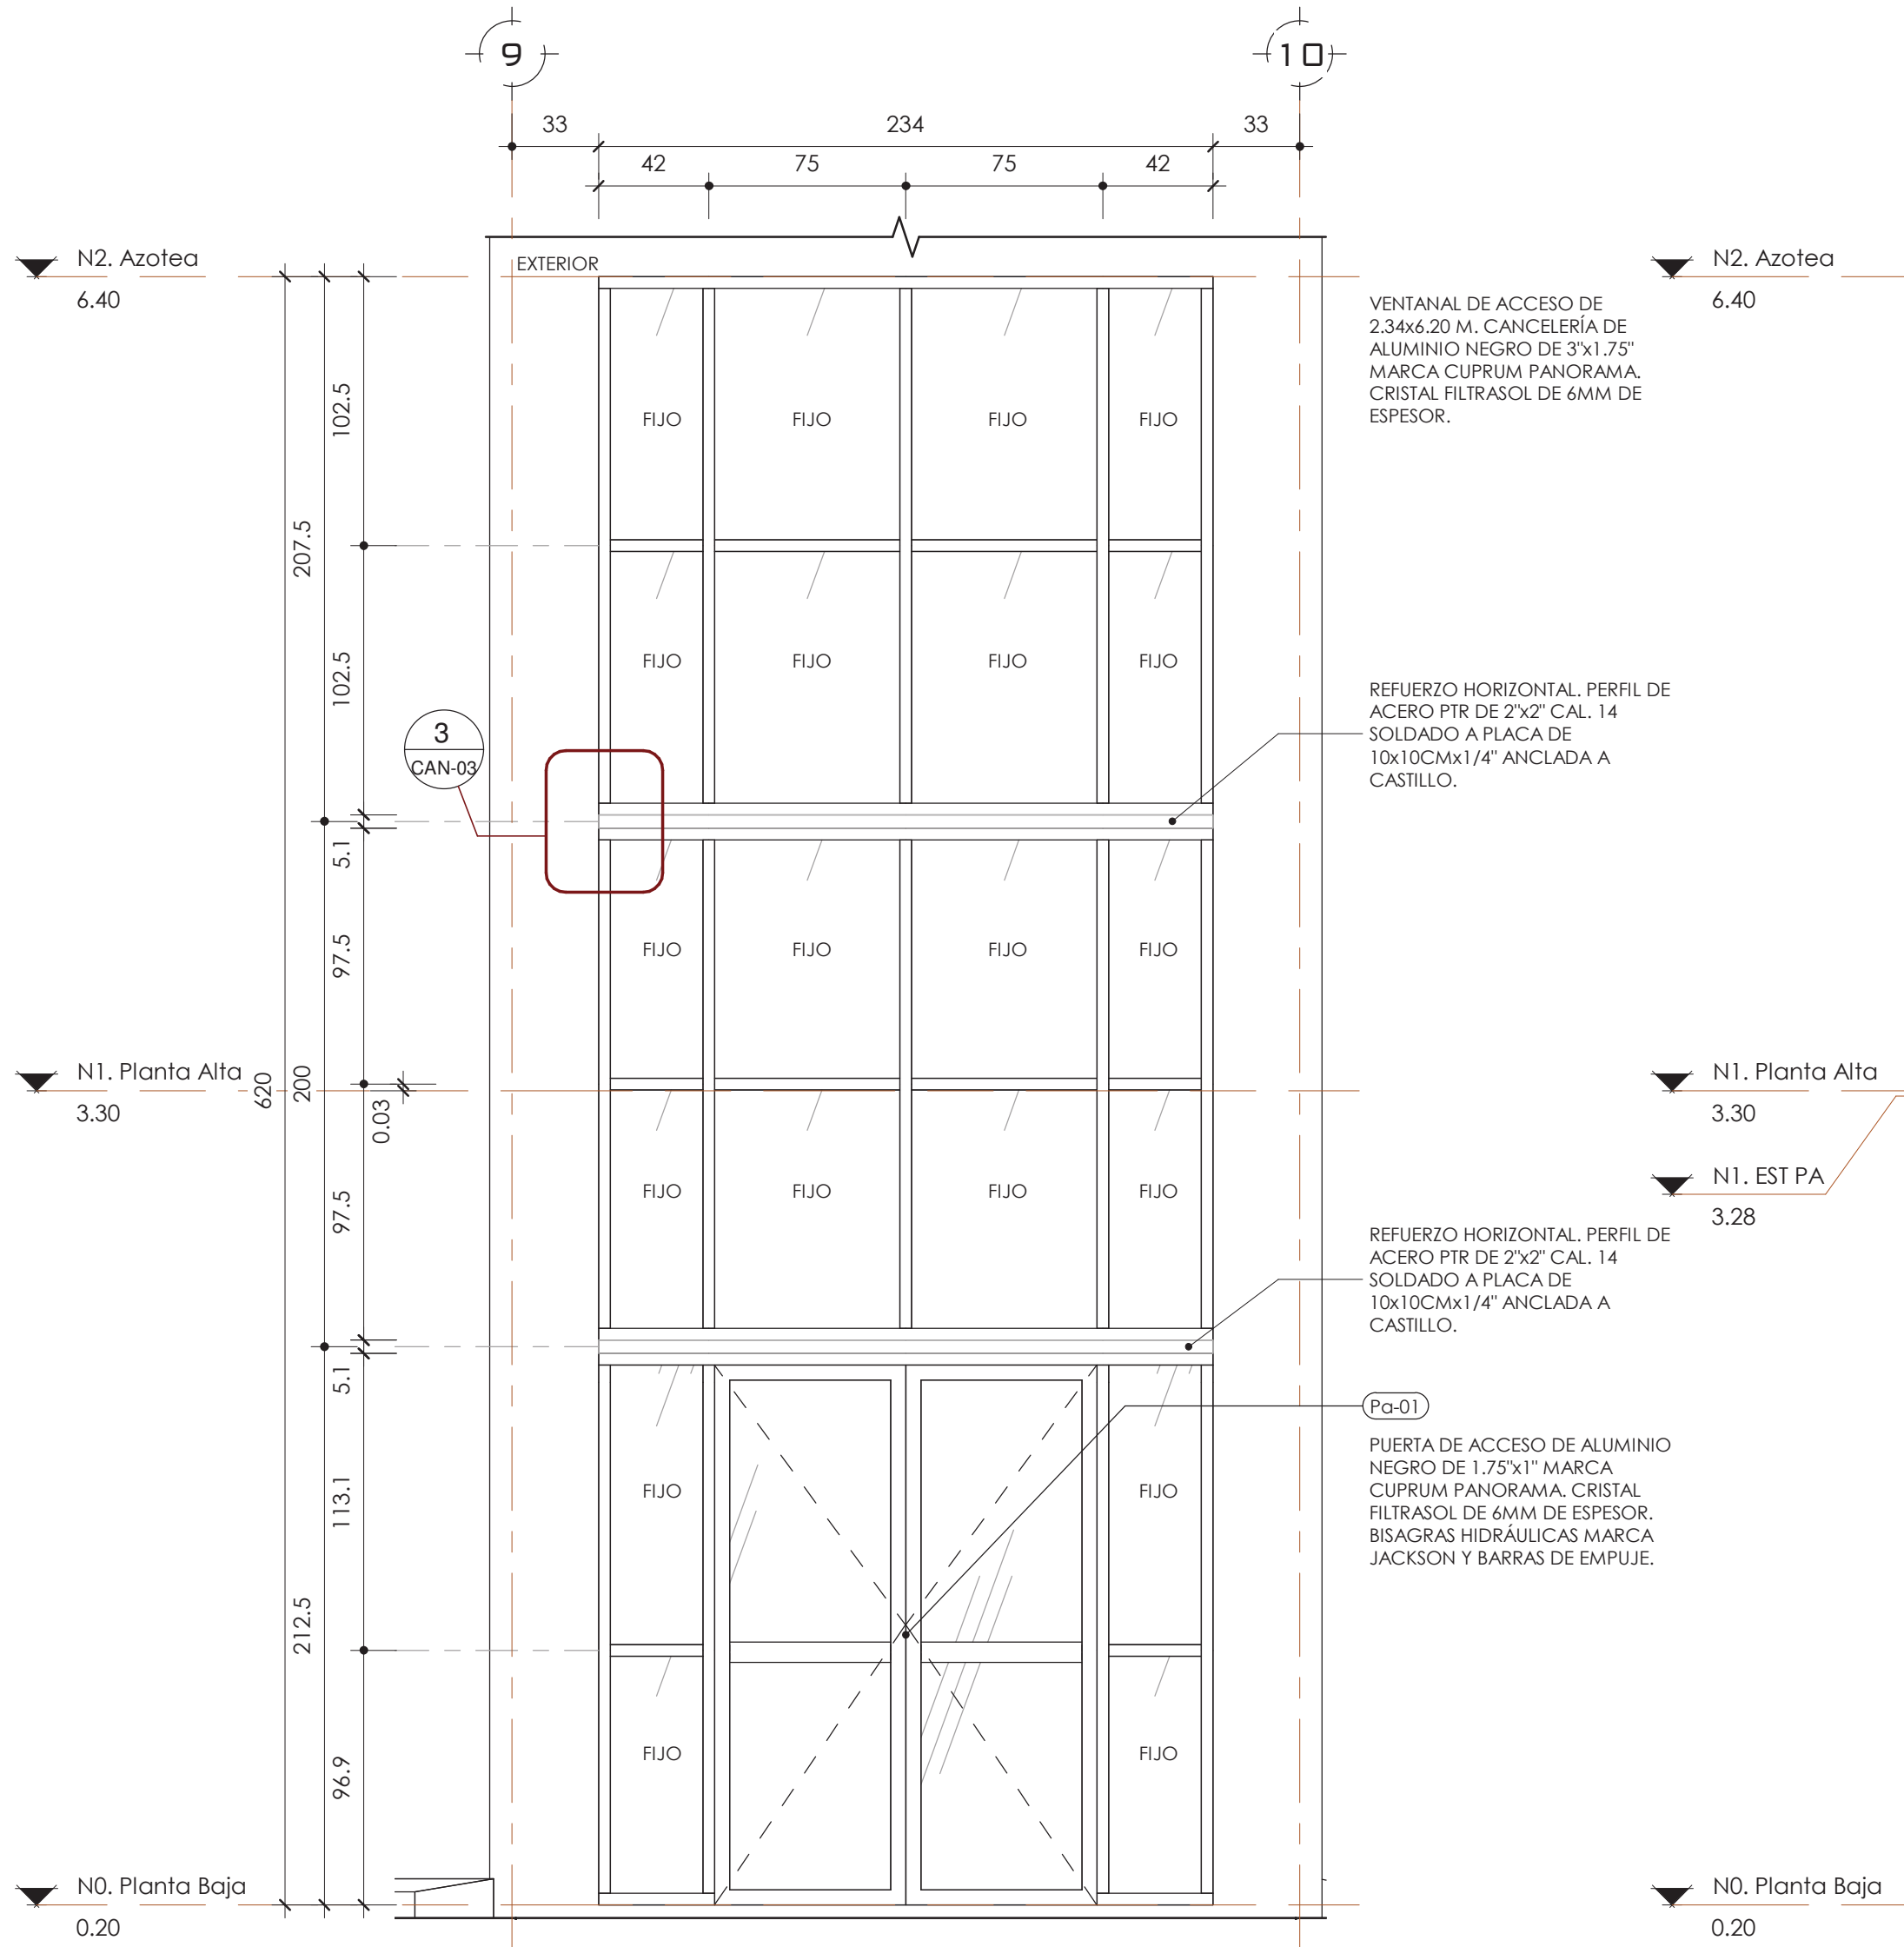 9
10
33
234
33
42
75
75
42
N2. Azotea
6.40
N2. Azotea
6.40
EXTERIOR
VENTANAL DE ACCESO DE
2.34x6.20 M. CANCELERÍA DE
ALUMINIO NEGRO DE 3"x1.75"
MARCA CUPRUM PANORAMA.
CRISTAL FILTRASOL DE 6MM DE
ESPESOR.
102.5
FIJO
FIJO
FIJO
FIJO
207.5
102.5
FIJO
FIJO
FIJO
FIJO
REFUERZO HORIZONTAL. PERFIL DE
ACERO PTR DE 2"x2" CAL. 14
SOLDADO A PLACA DE
10x10CMx1/4" ANCLADA A
CASTILLO.
3
CAN-03
5.1
97.5
FIJO
FIJO
FIJO
FIJO
N1. Planta Alta
3.30
620
200
0.03
N1. Planta Alta
3.30
N1. EST PA
3.28
97.5
FIJO
FIJO
FIJO
FIJO
REFUERZO HORIZONTAL. PERFIL DE
ACERO PTR DE 2"x2" CAL. 14
SOLDADO A PLACA DE
10x10CMx1/4" ANCLADA A
CASTILLO.
5.1
Pa-01
PUERTA DE ACCESO DE ALUMINIO
NEGRO DE 1.75"x1" MARCA
CUPRUM PANORAMA. CRISTAL
FILTRASOL DE 6MM DE ESPESOR.
BISAGRAS HIDRÁULICAS MARCA
JACKSON Y BARRAS DE EMPUJE.
113.1
FIJO
FIJO
212.5
96.9
FIJO
FIJO
N0. Planta Baja
0.20
N0. Planta Baja
0.20